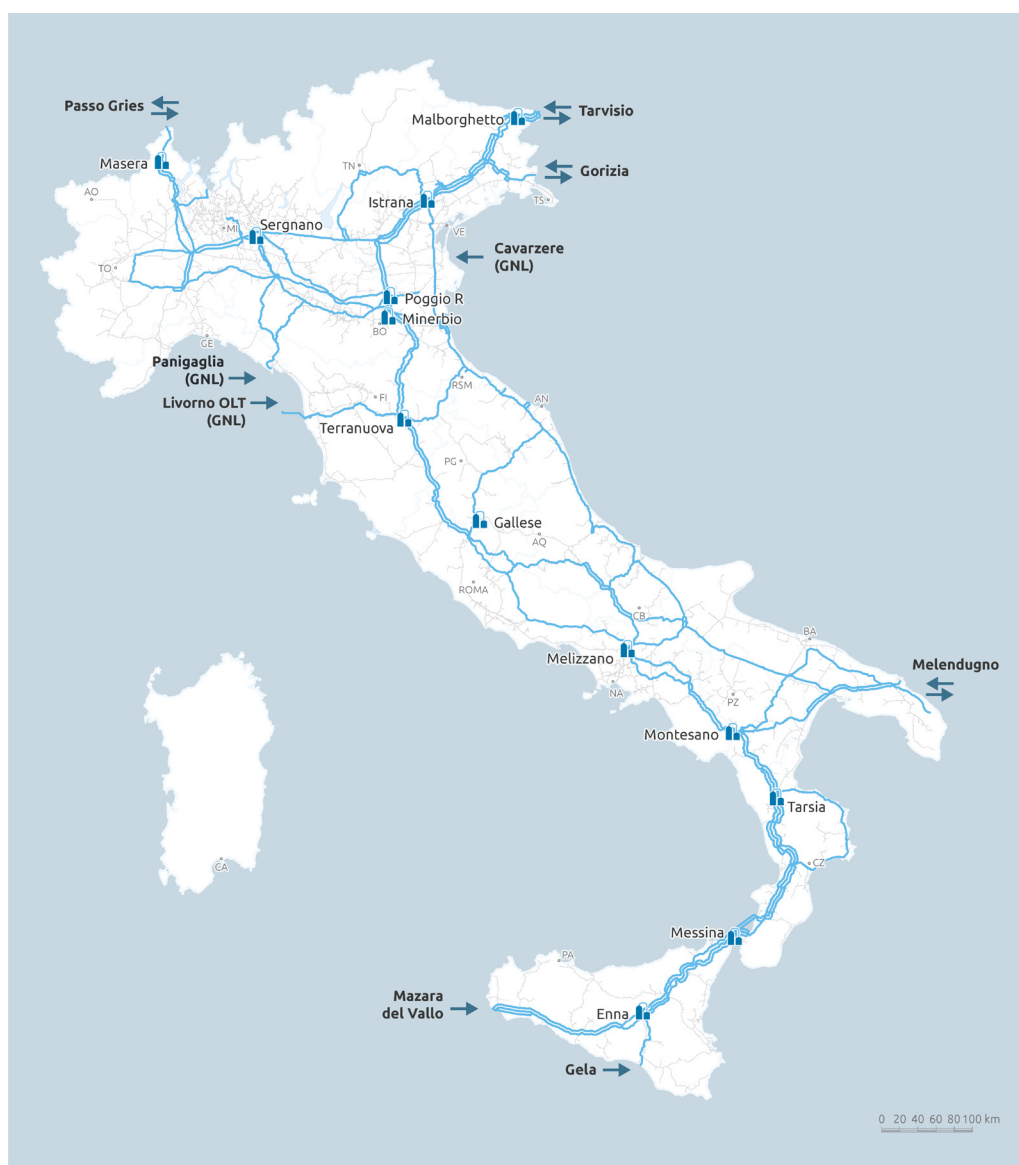 Passo Gries
Malborghetto
Tarvisio
Masera
TN
Gorizia
AO
Istrana
TS
Sergnano
MI
VE
Cavarzere
(GNL)
TO
Poggio R
Minerbio
BO
GE
Panigaglia
(GNL)
RSM
FI
Livorno OLT
(GNL)
AN
Terranuova
PG
Gallese
AQ
ROMA
CB
BA
Melizzano
Melendugno
NA
PZ
Montesano
Tarsia
CZ
CA
Messina
PA
Mazara
del Vallo
Enna
Gela
0 20 40 60 80 100 km